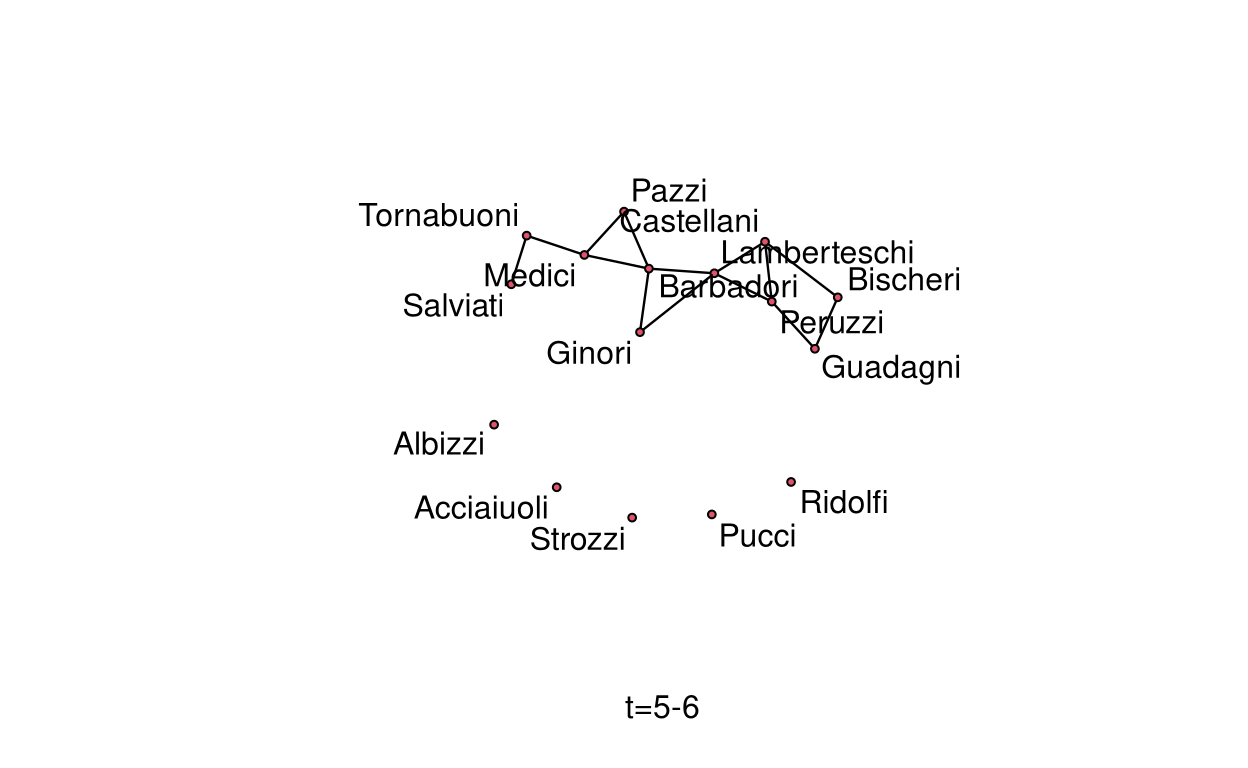 Pazzi
Tornabuoni
Castellani
Lamberteschi
Medici
Bischeri
Barbadori
Salviati
Peruzzi
Ginori
Guadagni
Albizzi
Ridolfi
Acciaiuoli
Pucci
Strozzi
t=5-6